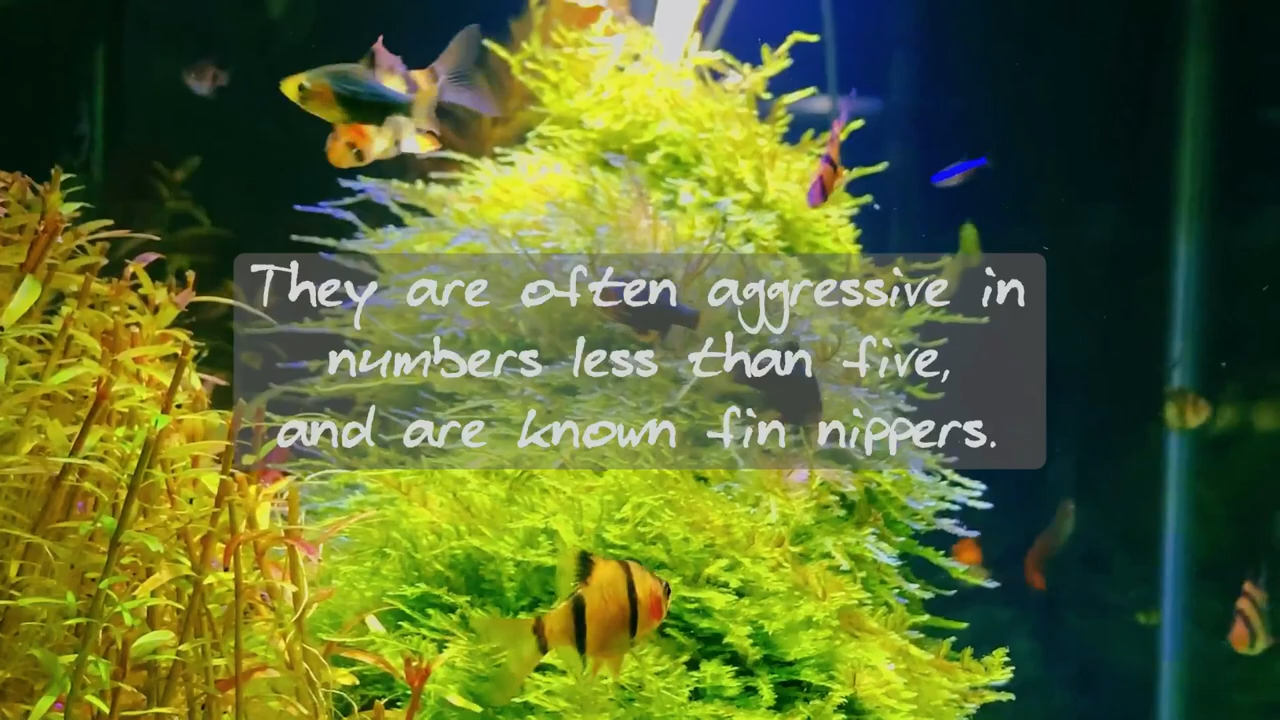 They are often aggressive in
numbers less than five,
and are known fin nippers.